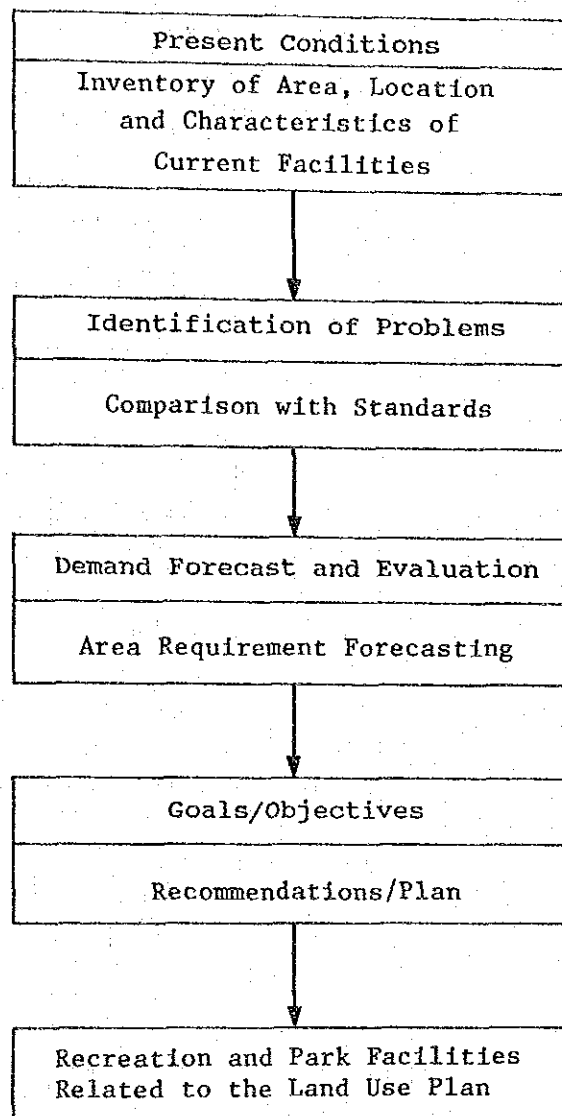 Present Conditions
Inventory of Area, Location
and Characteristics of
Current Facilities
Identification of Problems
Comparison with Standards
Demand Forecast and Evaluation
Area Requirement Forecasting
Goals/Objectives
Recommendations/Plan
Recreation and Park Facilities
Related to the Land Use Plan